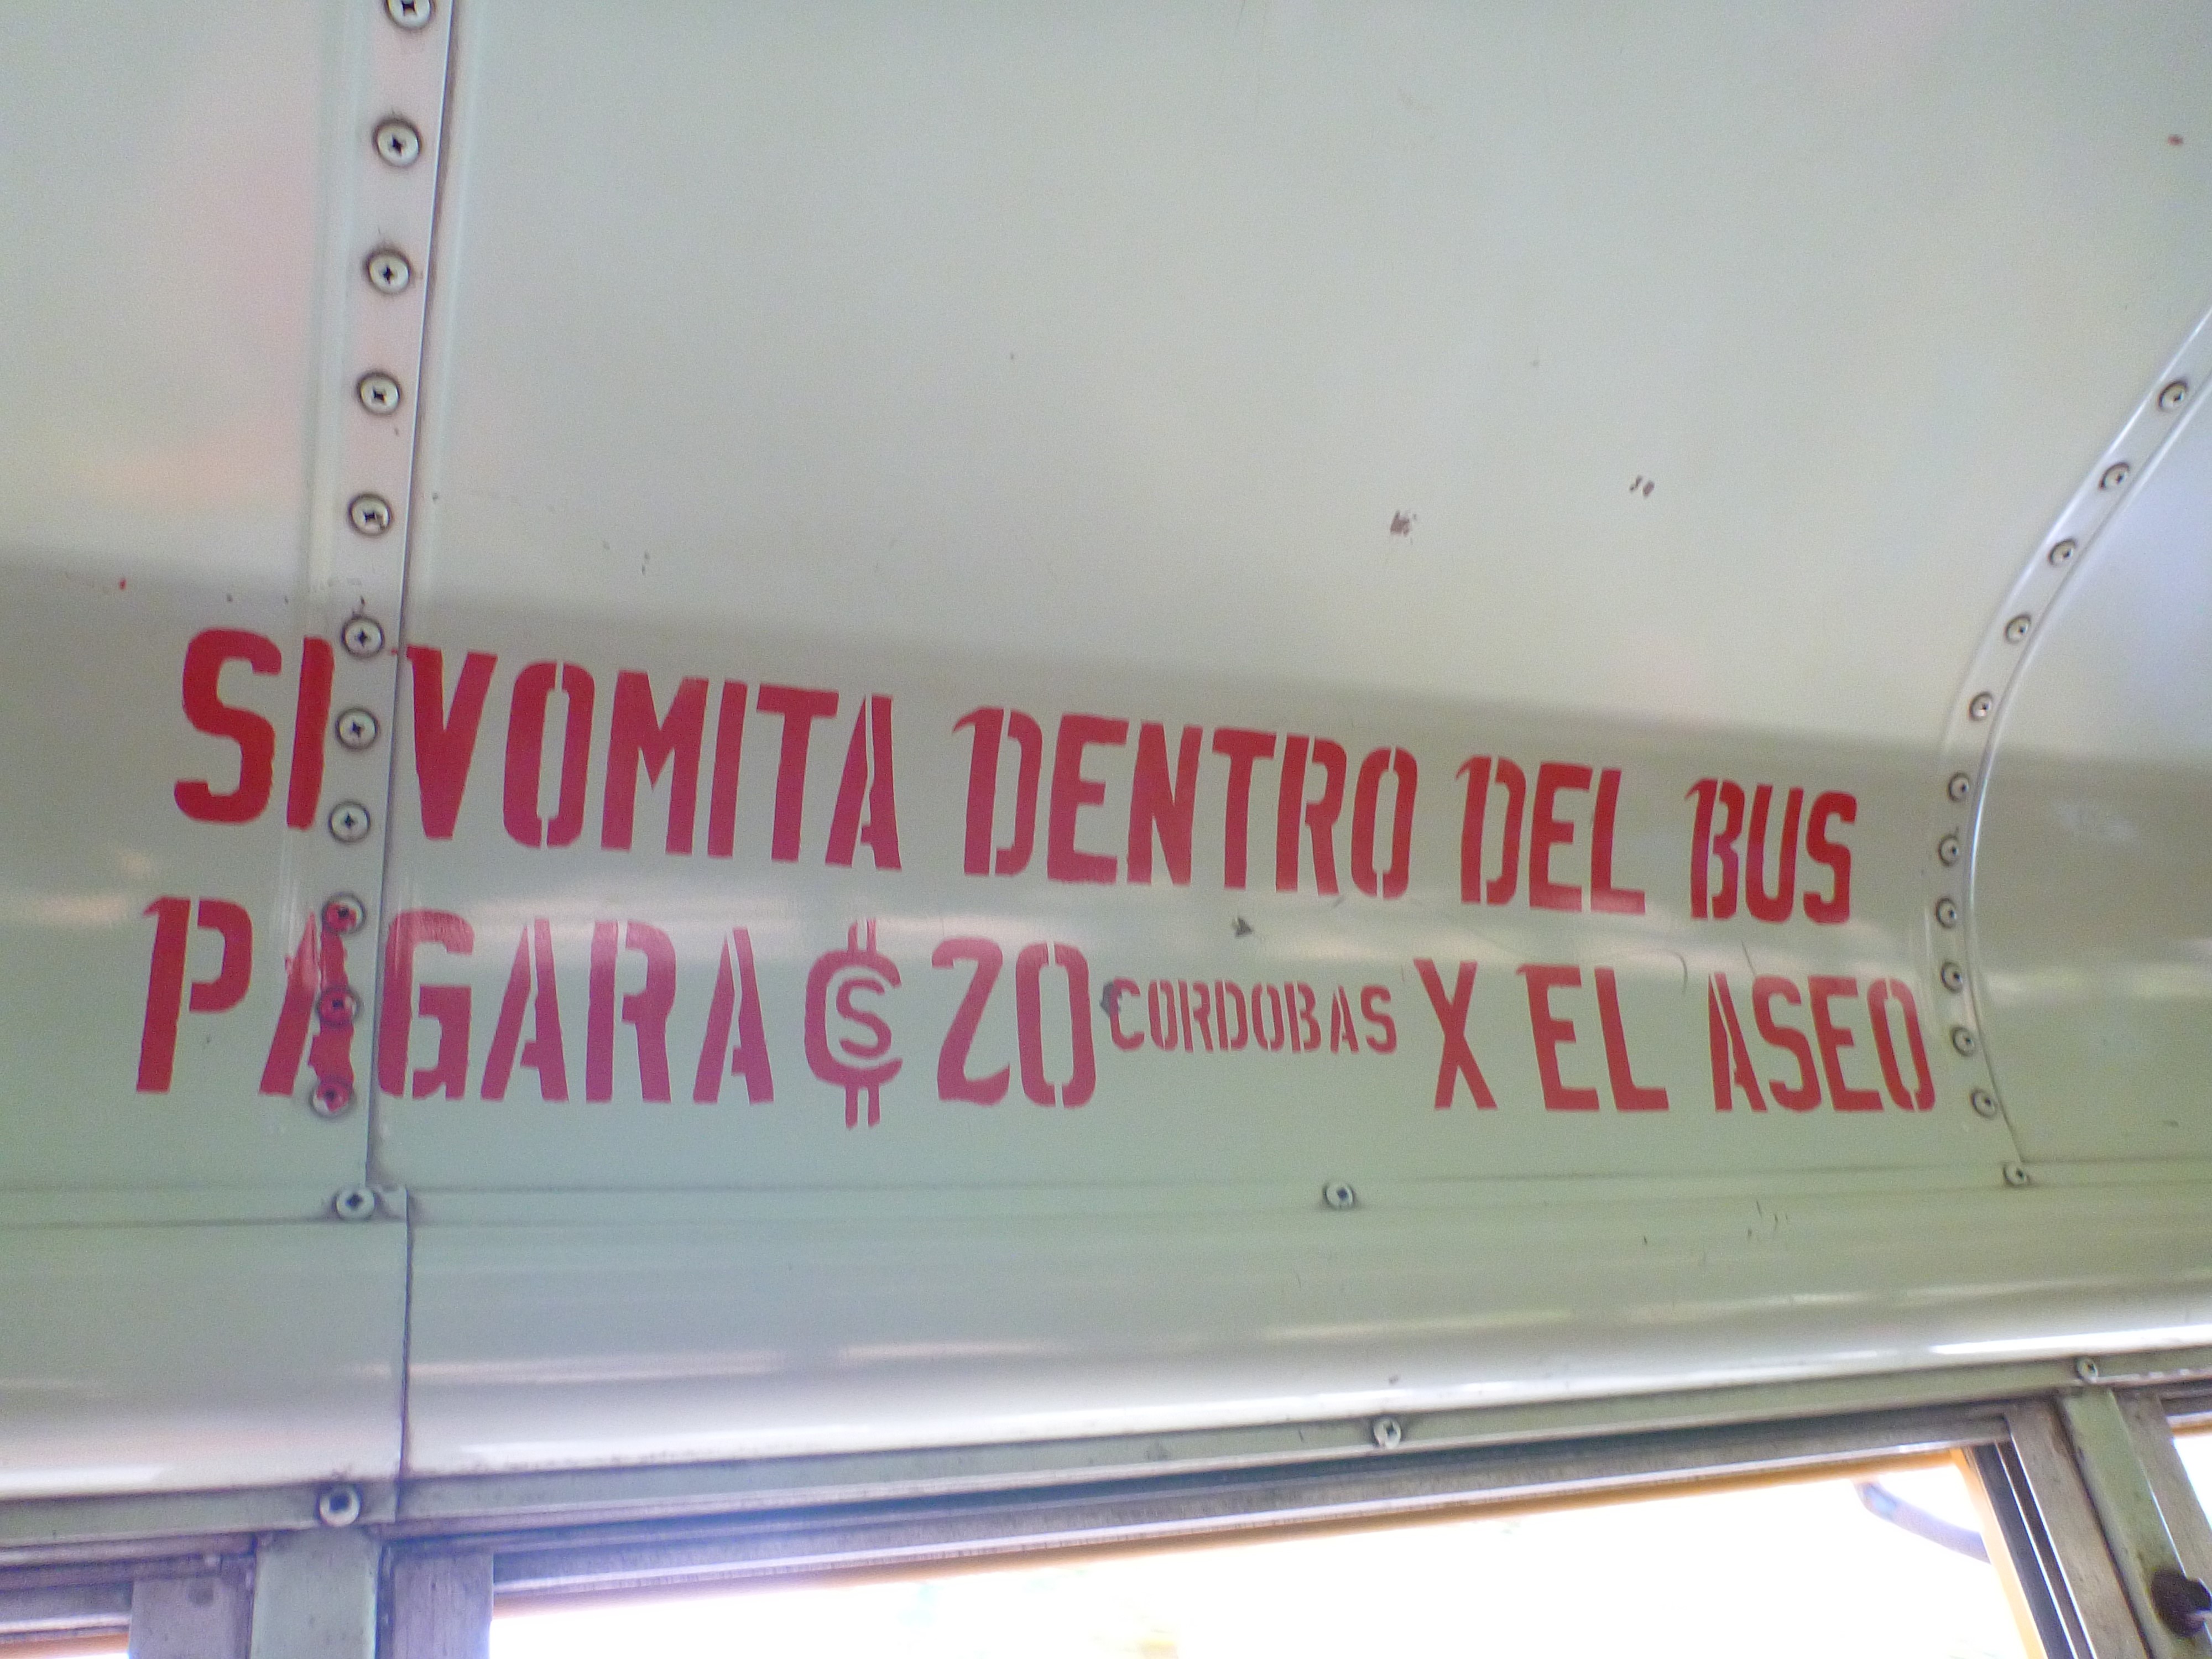 SI VOMITA DENTRO DEL BUS
PAGARA C$ 20 CORDOBAS X EL ASEO